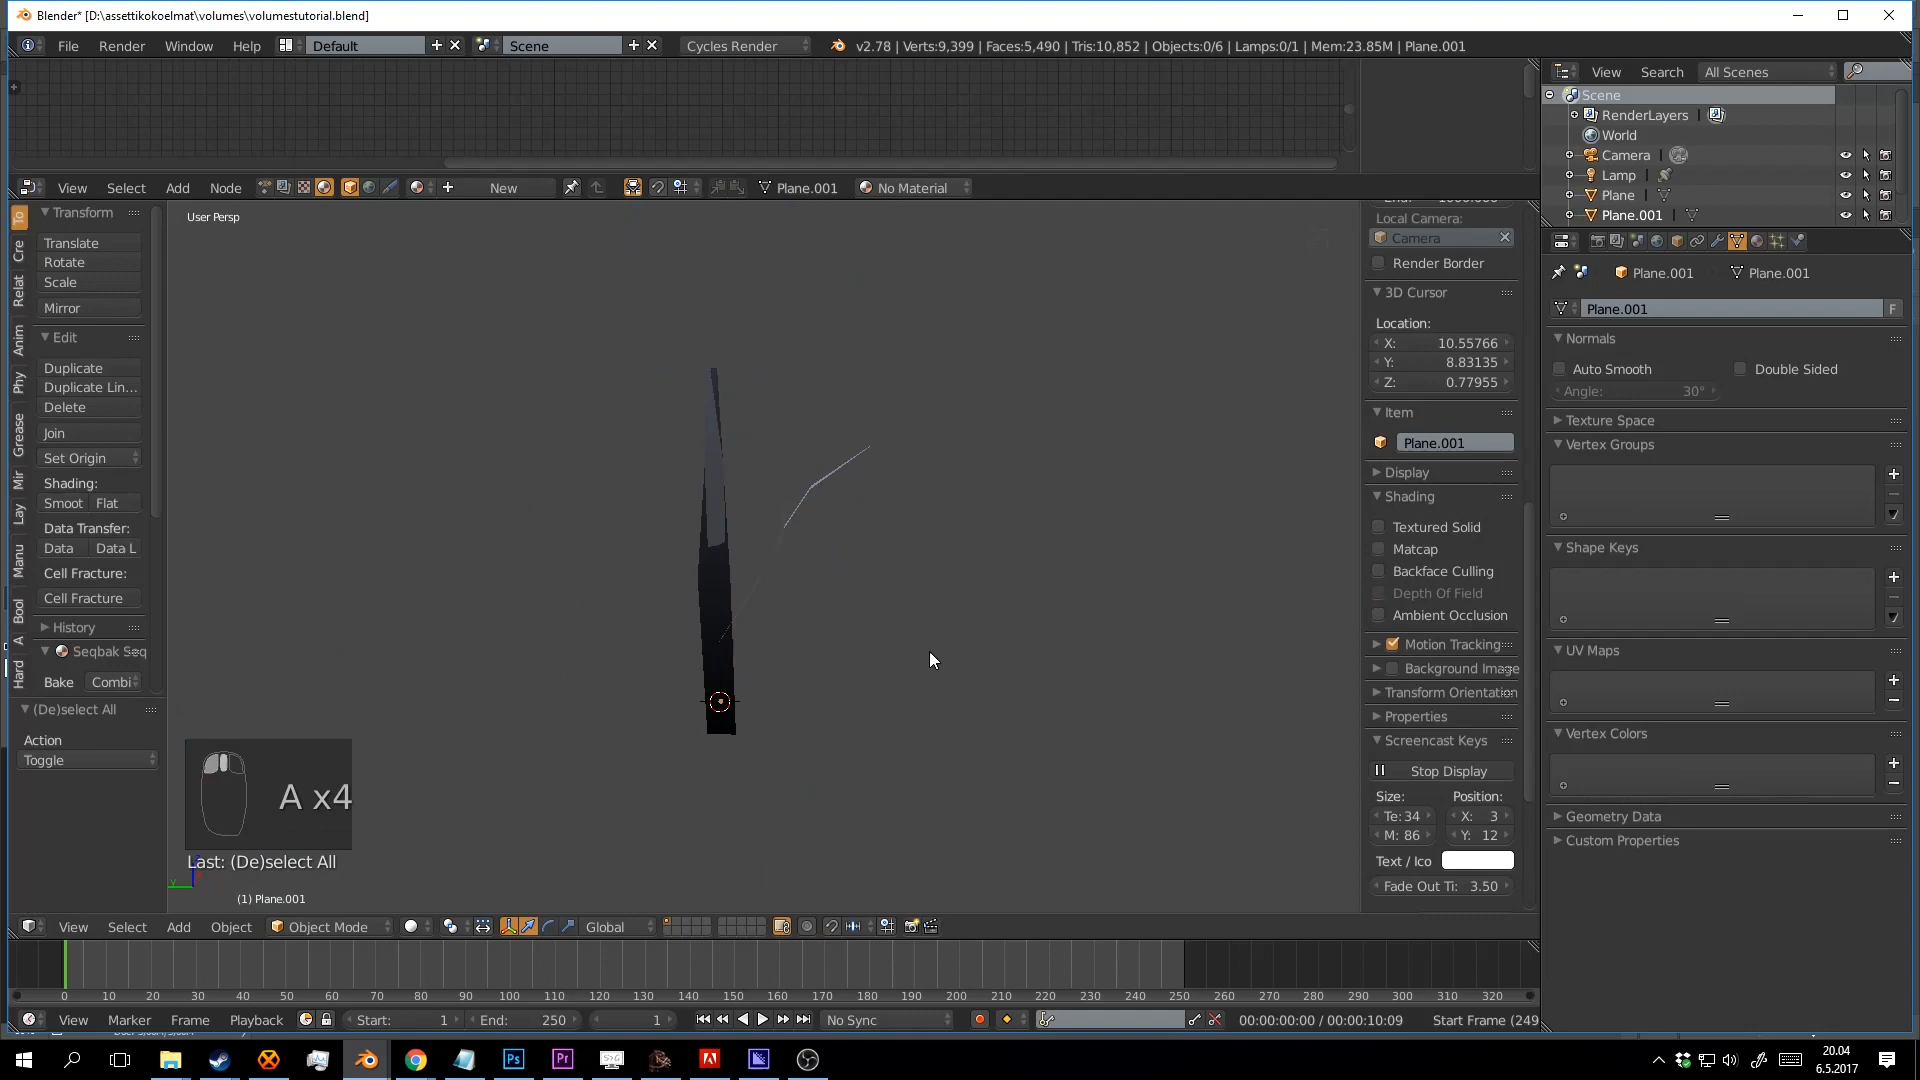 Blender* [D:\assettikokoelmat\volumes\volumestutorial.blend]
File Render Window Help Default Scene Cycles Render v2.78 | Verts:9,399 | Faces:5,490 | Tris:10,852 | Objects:0/6 | Lamps:0/1 | Mem:23.85M | Plane.001
View Search All Scenes
Scene
RenderLayers
World
Camera
Lamp
Plane
Plane.001
View Select Add Node New Plane.001 No Material
To
Cre
Relat
Anim
Phy
Grease
Mir
Lay
Manu
Bool
A
Hard
Transform
Translate
Rotate
Scale
Mirror
Edit
Duplicate
Duplicate Lin...
Delete
Join
Set Origin
Shading:
Smoot Flat
Data Transfer:
Data Data L
Cell Fracture:
Cell Fracture
History
Seqbak Seq
Bake Combi
(De)select All
Action
Toggle
User Persp
A x4
Last: (De)select All
(1) Plane.001
Local Camera:
Camera
Render Border
3D Cursor
Location:
X: 10.55766
Y: 8.83135
Z: 0.77955
Item
Plane.001
Display
Shading
Textured Solid
Matcap
Backface Culling
Depth Of Field
Ambient Occlusion
Motion Tracking
Background Image
Transform Orientation
Properties
Screencast Keys
Stop Display
Size: Position:
Te: 34 X: 3
M: 86 Y: 12
Text / Ico
Fade Out Ti: 3.50
Plane.001 Plane.001
Plane.001 F
Normals
Auto Smooth Double Sided
Angle: 30°
Texture Space
Vertex Groups
Shape Keys
UV Maps
Vertex Colors
Geometry Data
Custom Properties
View Select Add Object Object Mode Global
0 10 20 30 40 50 60 70 80 90 100 110 120 130 140 150 160 170 180 190 200 210 220 230 240 250 260 270 280 290 300 310 320
View Marker Frame Playback Start: 1 End: 250 1 No Sync 00:00:00:00 / 00:00:10:09 Start Frame (249
Ps Pr
20.04
6.5.2017